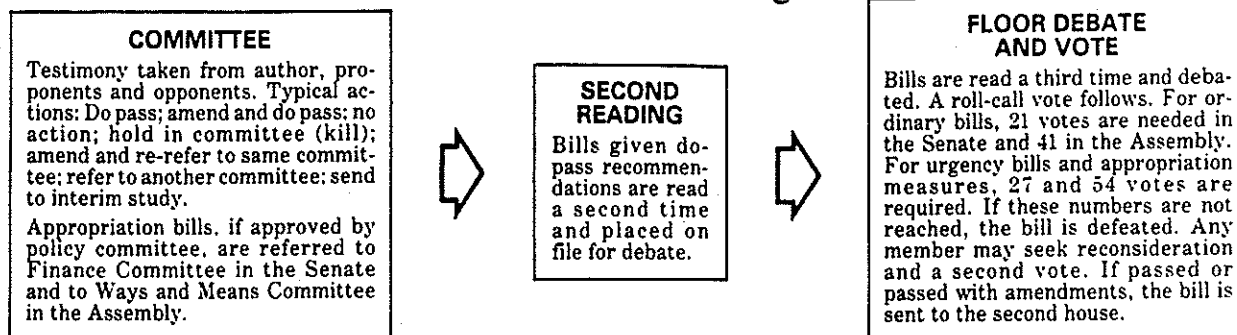 COMMITTEE
Testimony taken from author, pro-
ponents and opponents. Typical ac-
tions: Do pass; amend and do pass; no
action; hold in committee (kill);
amend and re-refer to same commit-
tee; refer to another committee; send
to interim study.
Appropriation bills, if approved by
policy committee, are referred to
Finance Committee in the Senate
and to Ways and Means Committee
in the Assembly.
SECOND
READING
Bills given do-
pass recommen-
dations are read
a second time
and placed on
file for debate.
FLOOR DEBATE
AND VOTE
Bills are read a third time and deba-
ted. A roll-call vote follows. For or-
dinary bills, 21 votes are needed in
the Senate and 41 in the Assembly.
For urgency bills and appropriation
measures, 27 and 54 votes are
required. If these numbers are not
reached, the bill is defeated. Any
member may seek reconsideration
and a second vote. If passed or
passed with amendments, the bill is
sent to the second house.